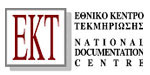 ΕΚΤ
ΕΘΝΙΚΟ ΚΕΝΤΡΟ
ΤΕΚΜΗΡΙΩΣΗΣ
NATIONAL
DOCUMENTATION
CENTRE